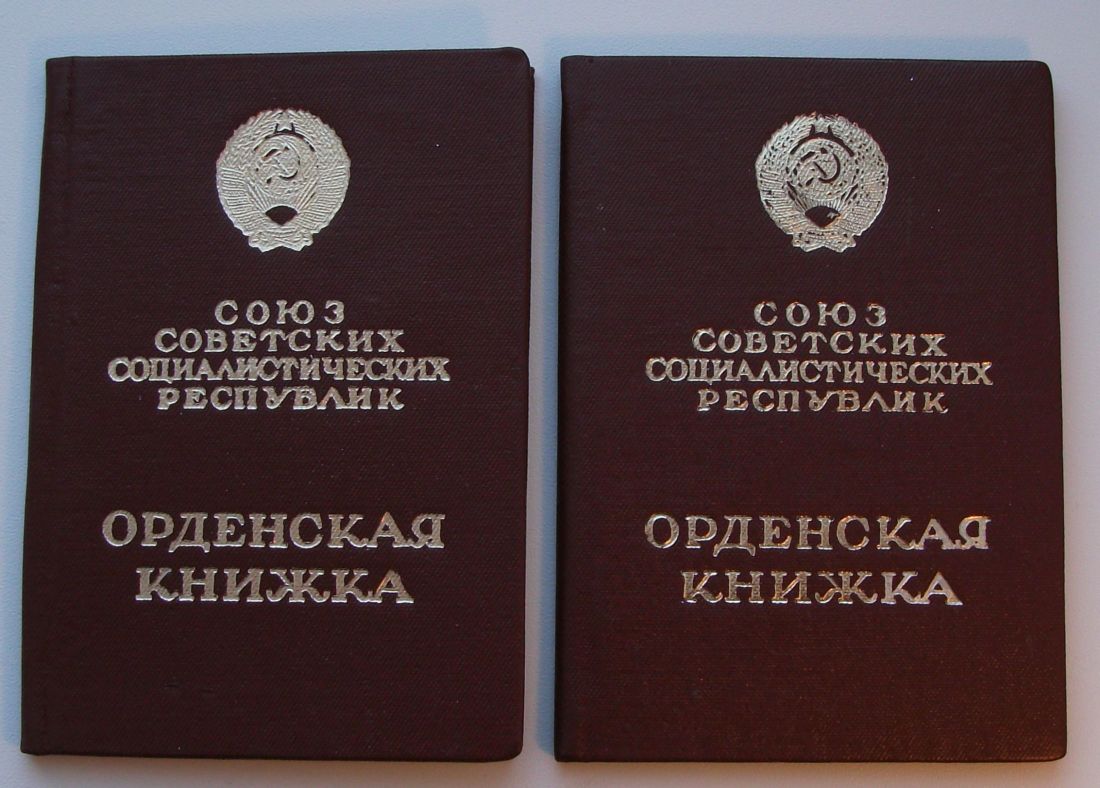 СОЮЗ
СОВЕТСКИХ
СОЦИАЛИСТИЧЕСКИХ
РЕСПУБЛИК
ОРДЕНСКАЯ
КНИЖКА
СОЮЗ
СОВЕТСКИХ
СОЦИАЛИСТИЧЕСКИХ
РЕСПУБЛИК
ОРДЕНСКАЯ
КНИЖКА